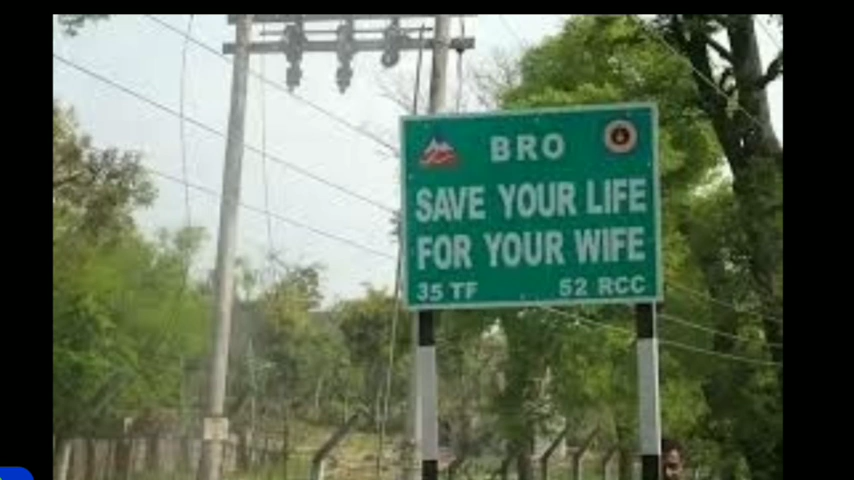 BRO
SAVE YOUR LIFE
FOR YOUR WIFE
35 TF 52 RCC